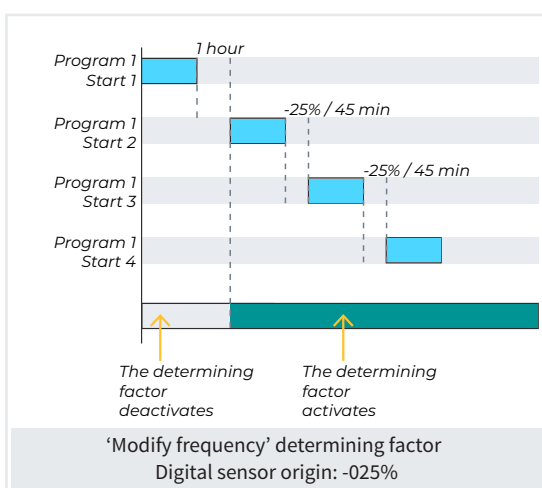 1 hour
Program 1
Start 1
-25% / 45 min
Program 1
Start 2
-25% / 45 min
Program 1
Start 3
Program 1
Start 4
The determining
factor
deactivates
The determining
factor
activates
‘Modify frequency’ determining factor
Digital sensor origin: -025%